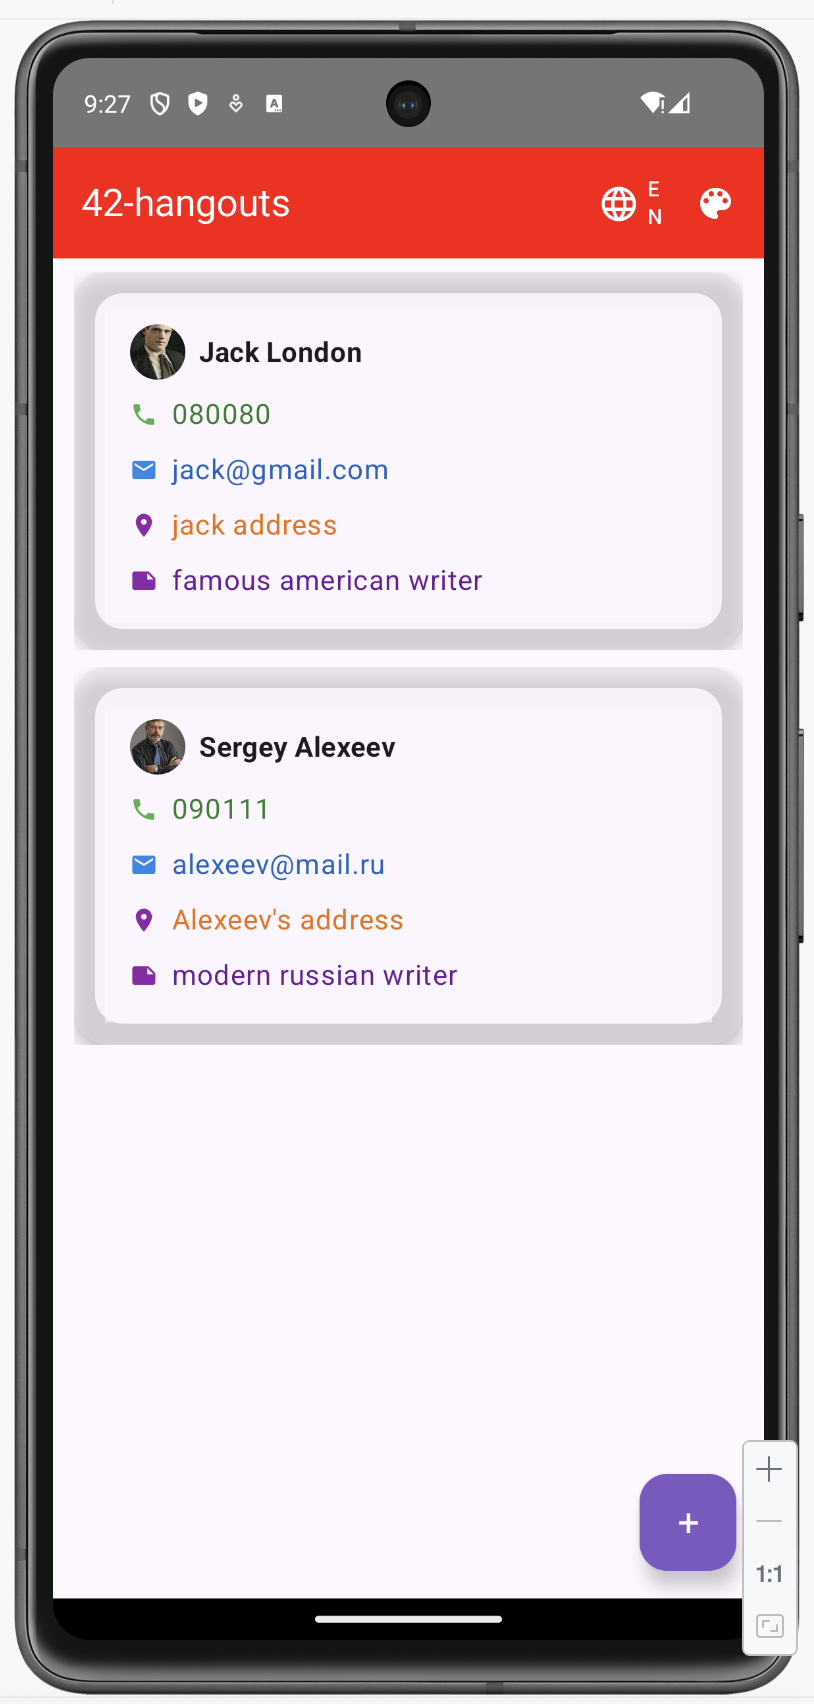 9:27
A
42-hangouts
E
N
Jack London
080080
jack@gmail.com
jack address
famous american writer
Sergey Alexeev
090111
alexeev@mail.ru
Alexeev's address
modern russian writer
+
1:1